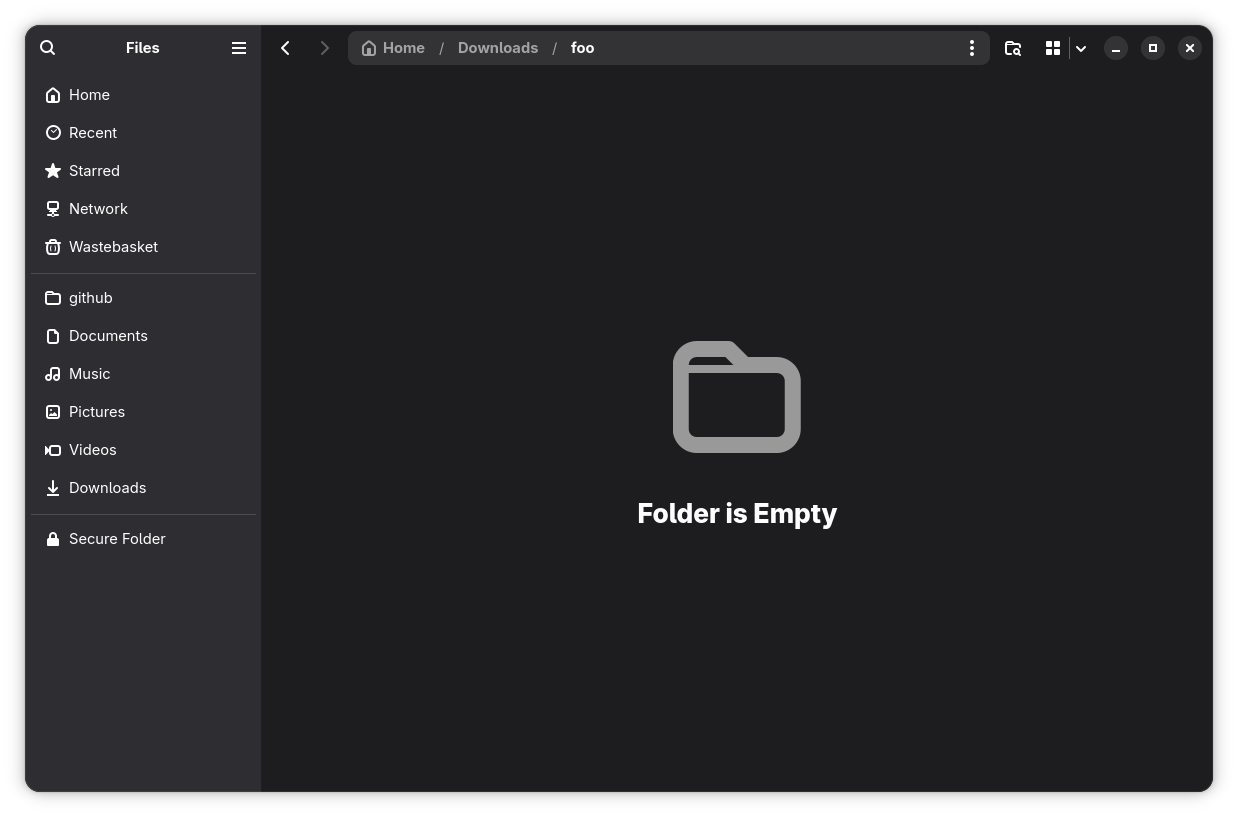 Files
Home / Downloads / foo
Home
Recent
Starred
Network
Wastebasket
github
Documents
Music
Pictures
Videos
Downloads
Secure Folder
Folder is Empty